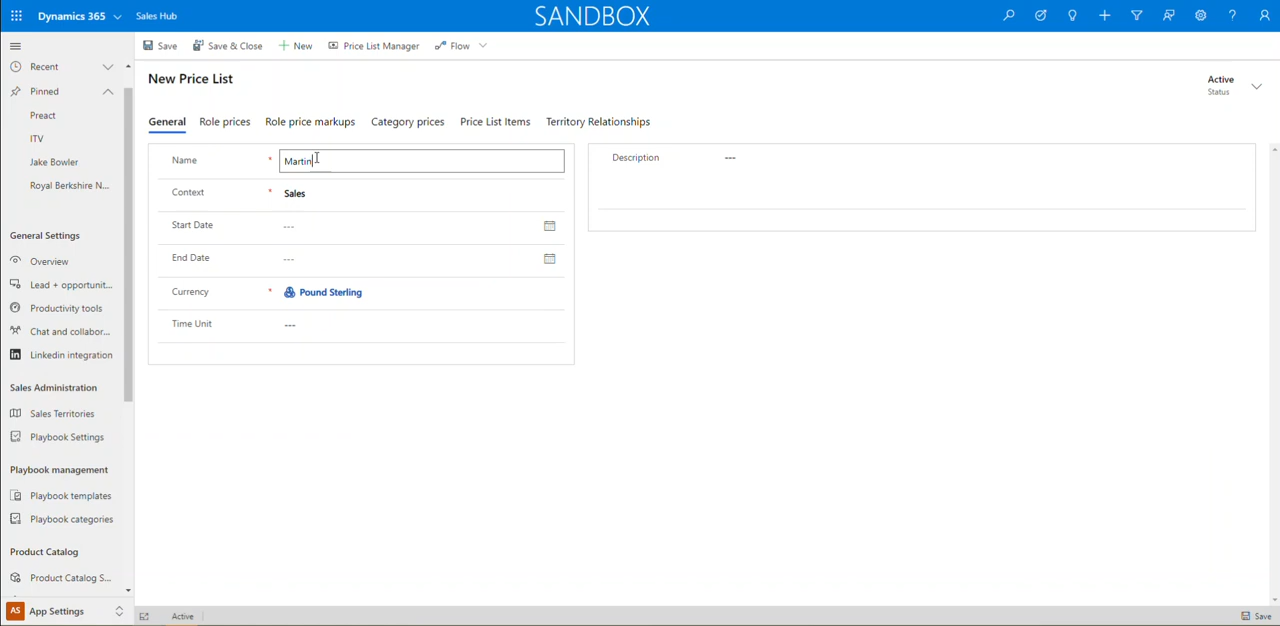 Dynamics 365
Sales Hub
SANDBOX
Save
Save & Close
New
Price List Manager
Flow
Recent
Pinned
Preact
ITV
Jake Bowler
Royal Berkshire N...
General Settings
Overview
Lead + opportunit...
Productivity tools
Chat and collabor...
Linkedin integration
Sales Administration
Sales Territories
Playbook Settings
Playbook management
Playbook templates
Playbook categories
Product Catalog
Product Catalog S...
AS App Settings
New Price List
Active
Status
General Role prices Role price markups Category prices Price List Items Territory Relationships
Name * Martin
Context * Sales
Start Date ---
End Date ---
Currency * Pound Sterling
Time Unit ---
Description ---
Active
Save